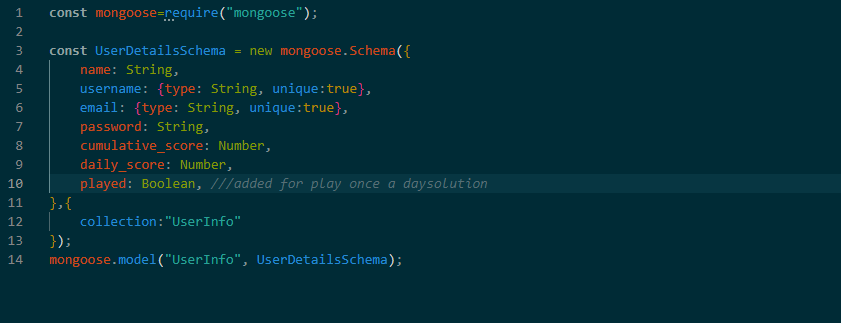 1 const mongoose=require("mongoose");
2
3 const UserDetailsSchema = new mongoose.Schema({
4     name: String,
5     username: {type: String, unique:true},
6     email: {type: String, unique:true},
7     password: String,
8     cumulative_score: Number,
9     daily_score: Number,
10     played: Boolean, ///added for play once a daysolution
11 },{
12     collection:"UserInfo"
13 });
14 mongoose.model("UserInfo", UserDetailsSchema);